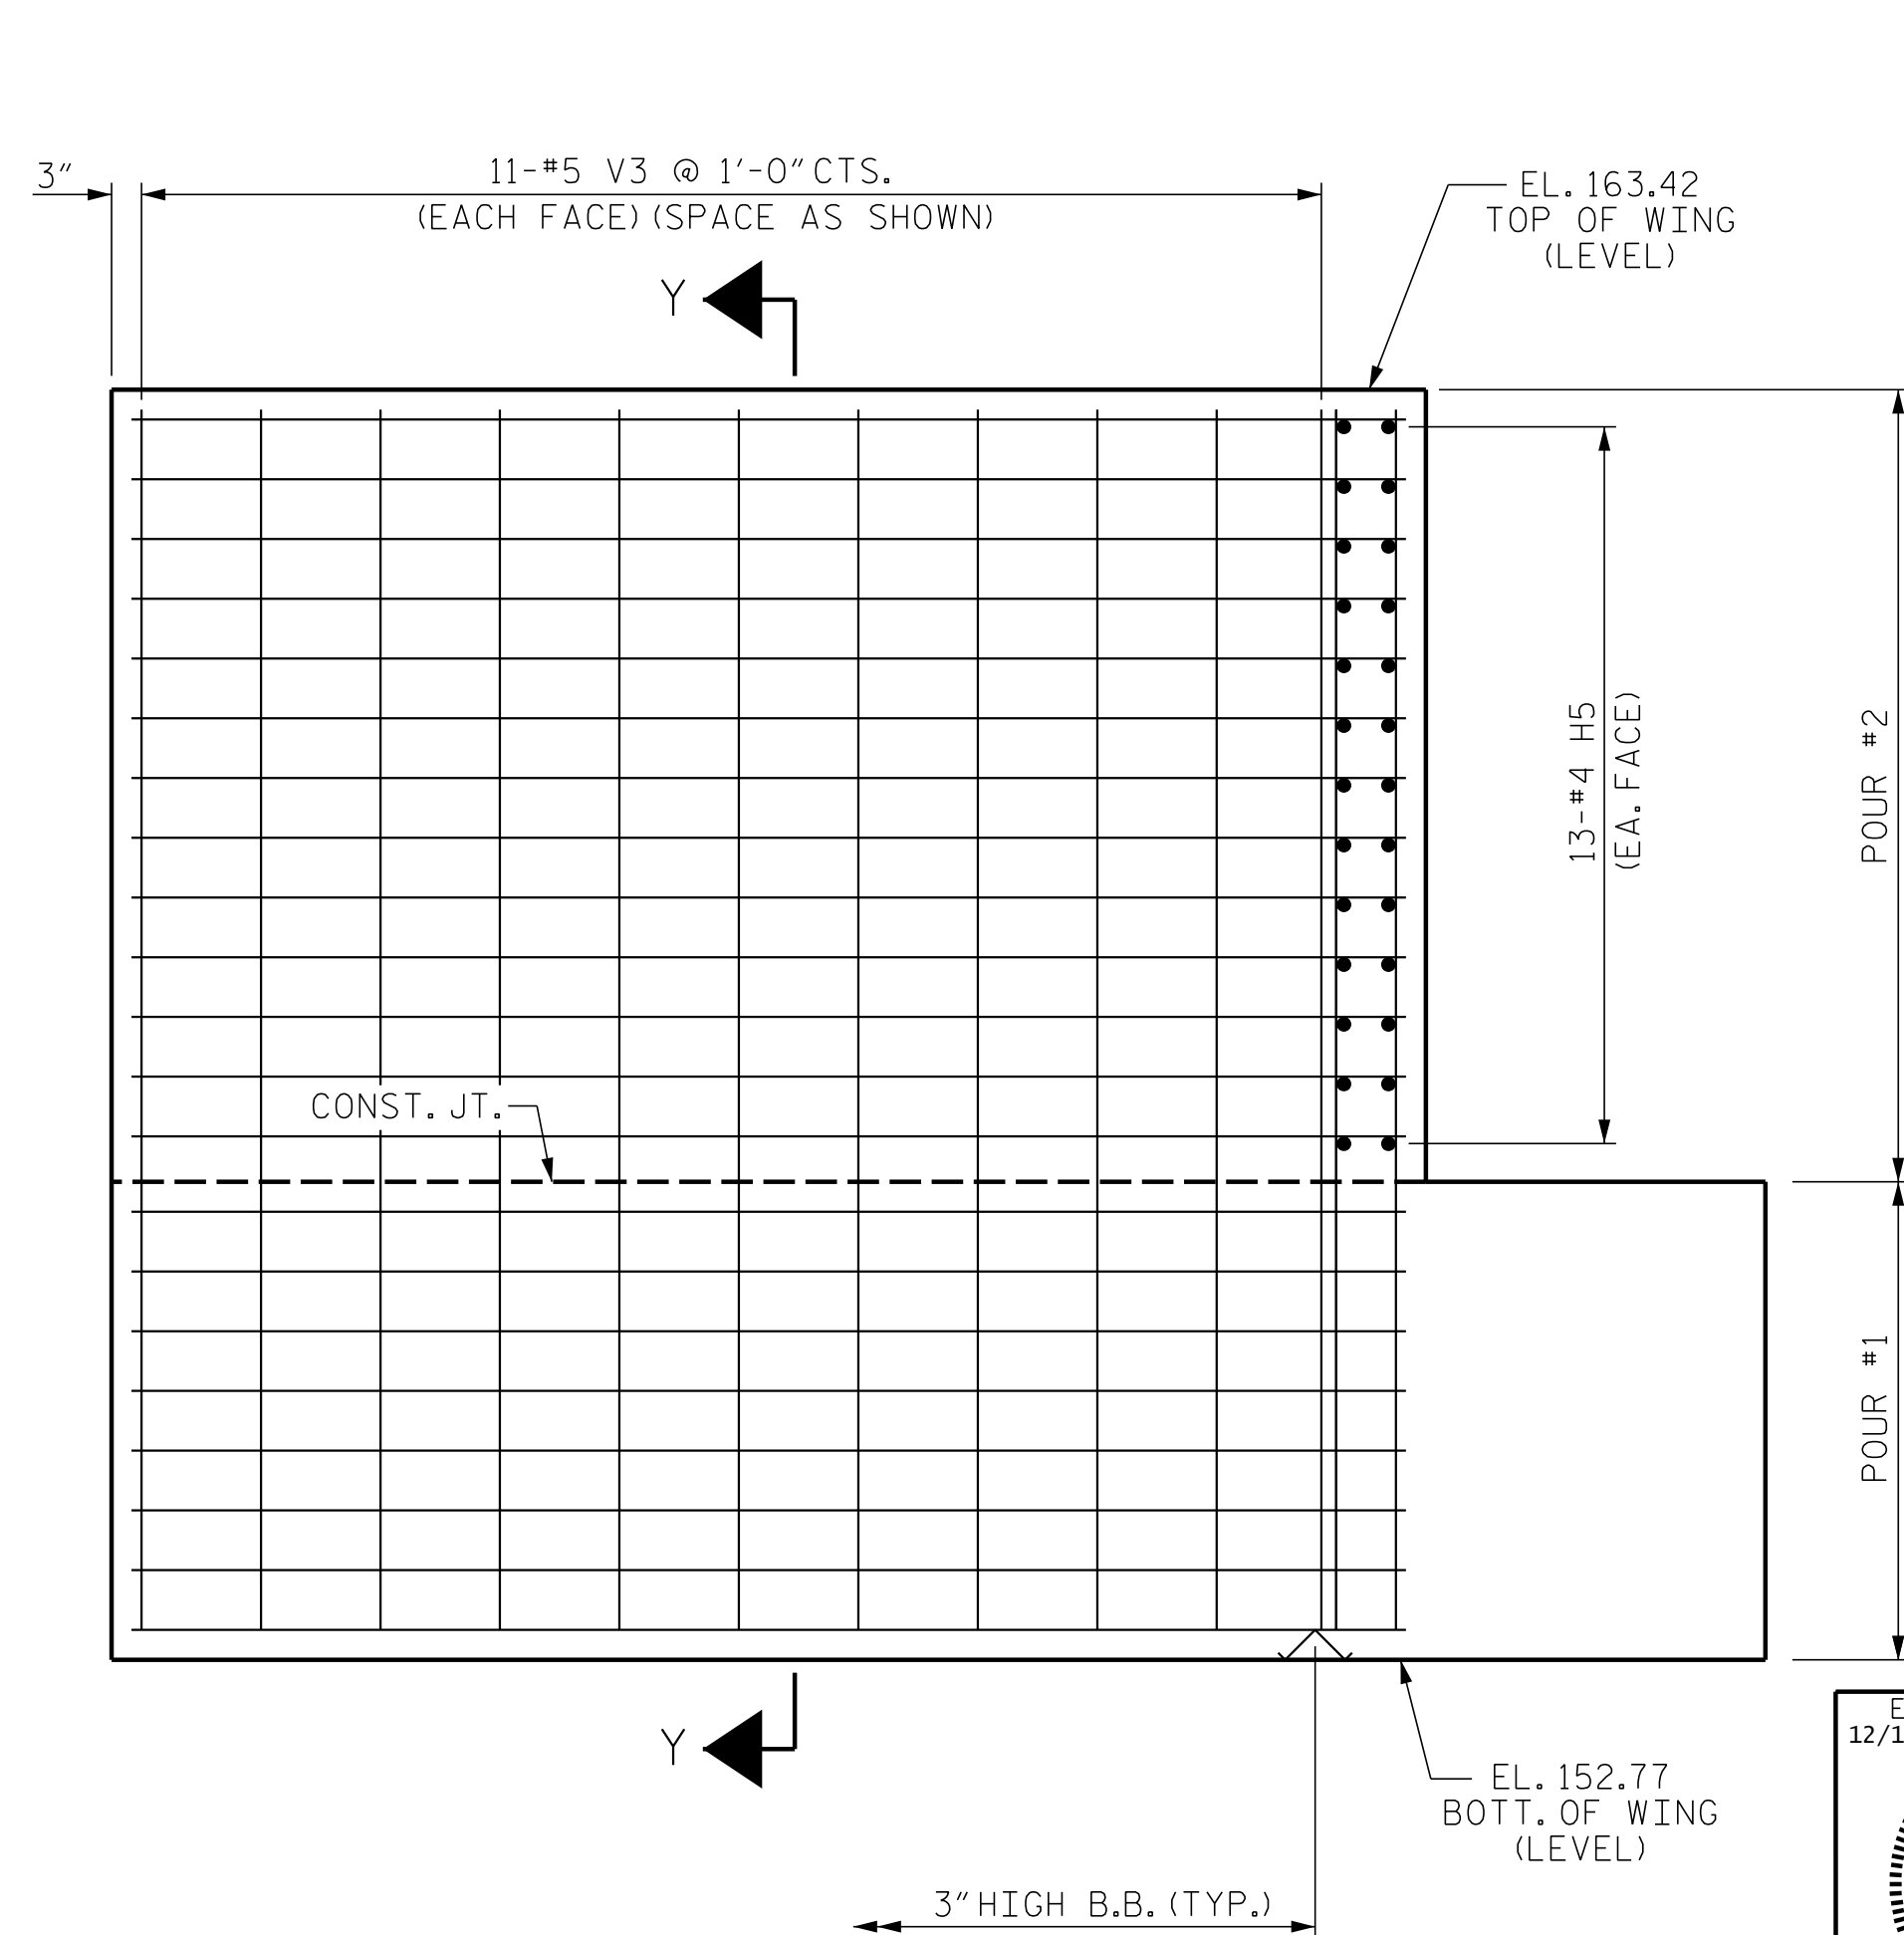 3"
11-#5 V3 @ 1'-0"CTS.
(EACH FACE)(SPACE AS SHOWN)
EL. 163.42
TOP OF WING
(LEVEL)
Y
13-#4 H5
(EA. FACE)
POUR #2
CONST. JT.
POUR #1
Y
EL. 152.77
BOTT. OF WING
(LEVEL)
3"HIGH B.B. (TYP.)